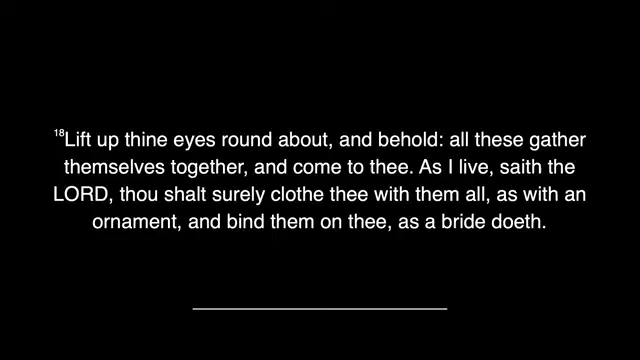 18Lift up thine eyes round about, and behold: all these gather
themselves together, and come to thee. As I live, saith the
LORD, thou shalt surely clothe thee with them all, as with an
ornament, and bind them on thee, as a bride doeth.